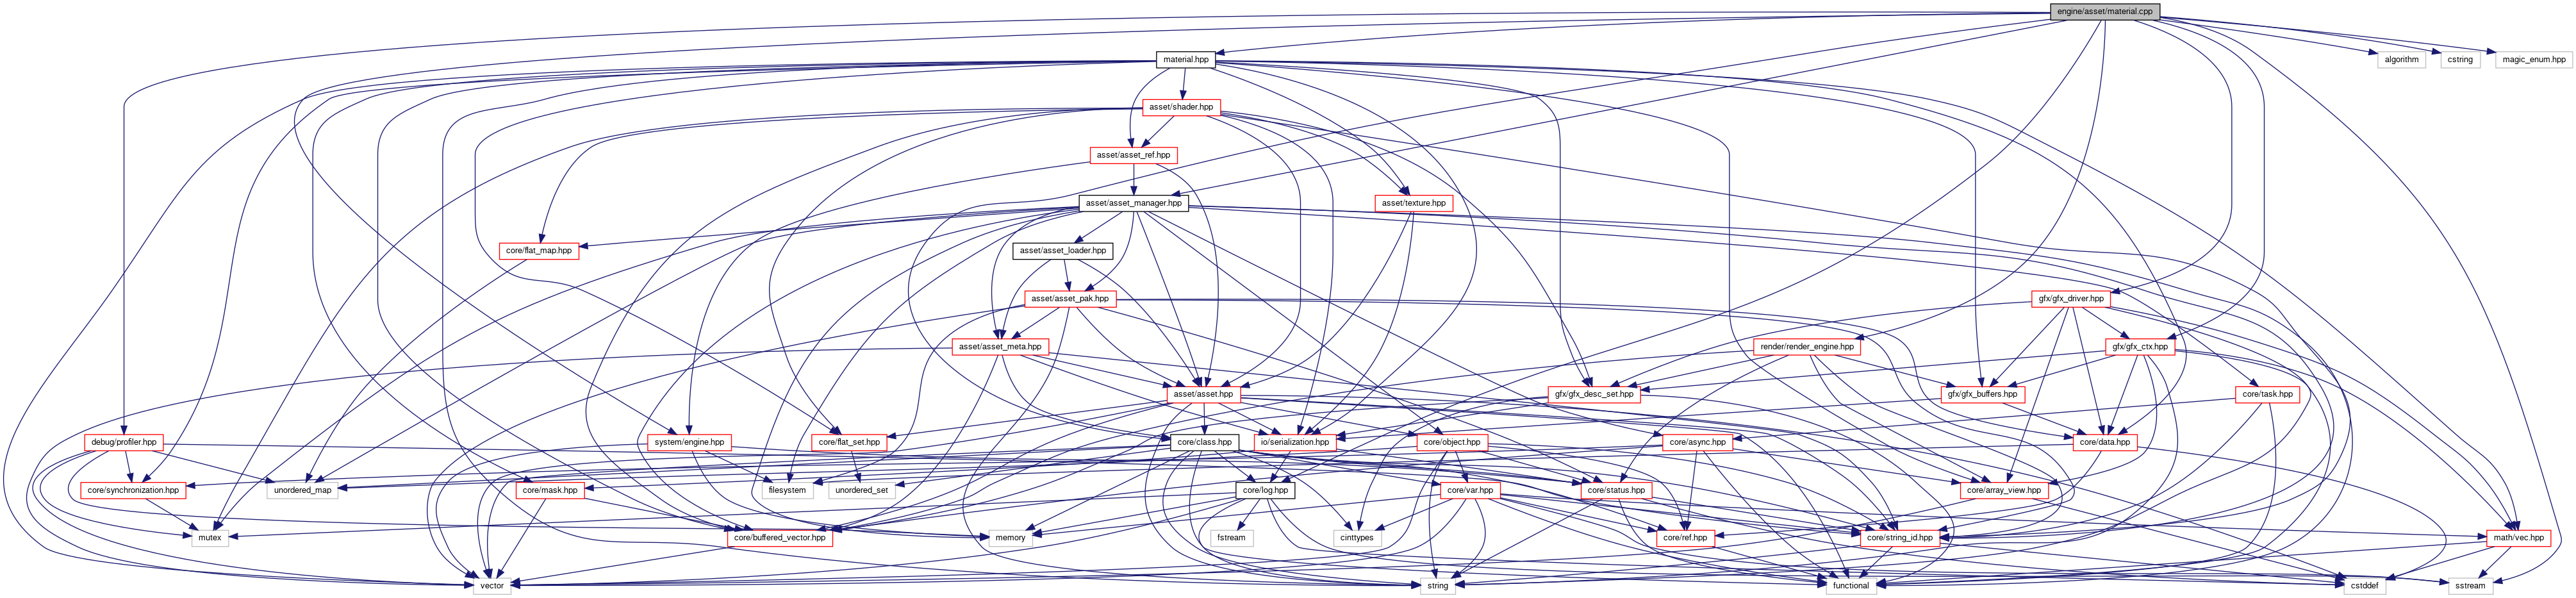 engine/asset/material.cpp
material.hpp
algorithm
cstring
magic_enum.hpp
asset/shader.hpp
asset/asset_ref.hpp
asset/asset_manager.hpp
asset/texture.hpp
core/flat_map.hpp
asset/asset_loader.hpp
asset/asset_pak.hpp
gfx/gfx_driver.hpp
asset/asset_meta.hpp
render/render_engine.hpp
gfx/gfx_ctx.hpp
asset/asset.hpp
gfx/gfx_desc_set.hpp
gfx/gfx_buffers.hpp
core/task.hpp
debug/profiler.hpp
system/engine.hpp
core/flat_set.hpp
core/class.hpp
io/serialization.hpp
core/object.hpp
core/async.hpp
core/data.hpp
core/synchronization.hpp
unordered_map
core/mask.hpp
filesystem
unordered_set
core/log.hpp
core/var.hpp
core/status.hpp
core/array_view.hpp
mutex
core/buffered_vector.hpp
memory
fstream
cinttypes
core/ref.hpp
core/string_id.hpp
math/vec.hpp
vector
string
functional
cstddef
sstream